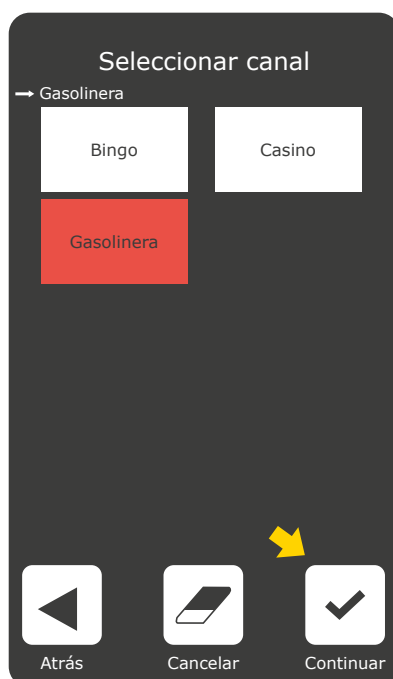 Seleccionar canal
Gasolinera
Bingo
Casino
Gasolinera
Atrás
Cancelar
Continuar